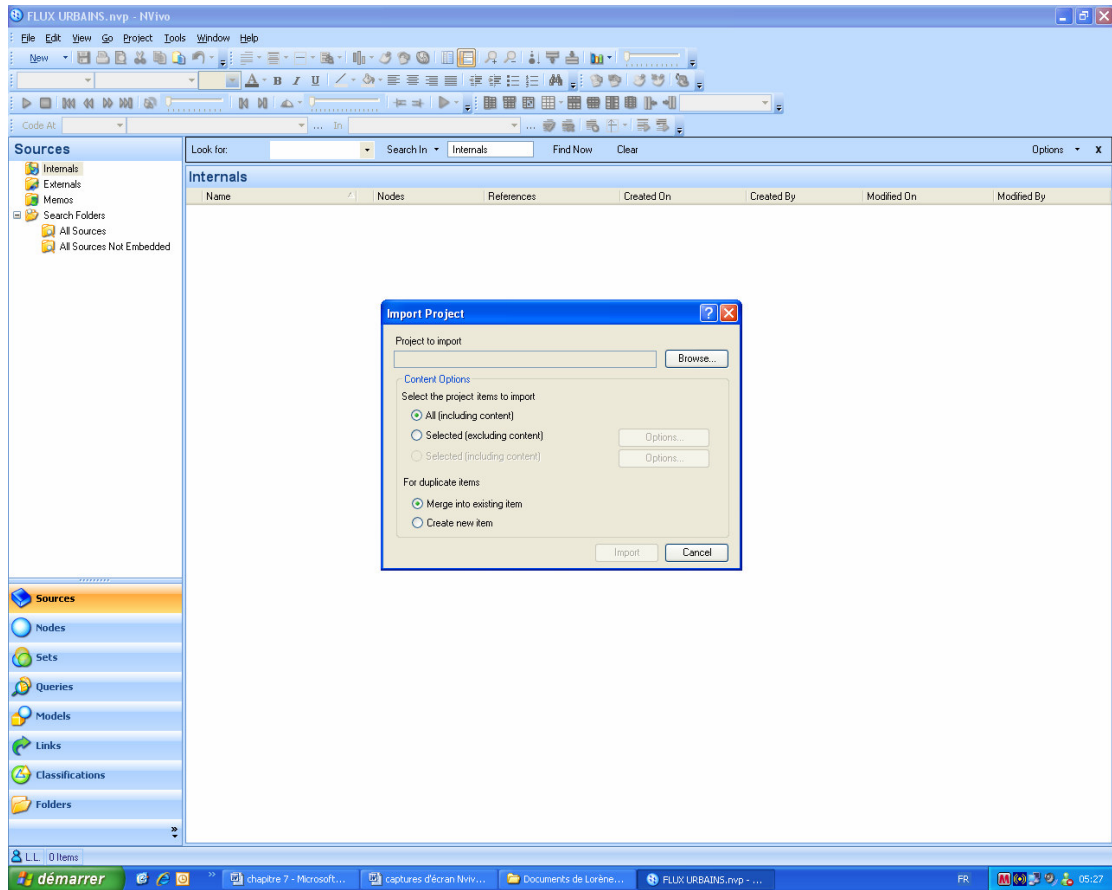 FLUX URBAINS.nvp - NVivo
File Edit View Go Project Tools Window Help
New
B I U
Code At In
Sources
Internals
Externals
Memos
Search Folders
All Sources
All Sources Not Embedded
Look for: Search In Internals Find Now Clear Options x
Internals
Name Nodes References Created On Created By Modified On Modified By
Import Project
Project to import
Browse...
Content Options
Select the project items to import
All (including content)
Selected (excluding content) Options...
Selected (including content) Options...
For duplicate items
Merge into existing item
Create new item
Import Cancel
Sources
Nodes
Sets
Queries
Models
Links
Classifications
Folders
L.L. 0 Items
démarrer chapitre 7 - Microsoft... captures d'écran Nviv... Documents de Lorène... FLUX URBAINS.nvp - ... FR 05:27